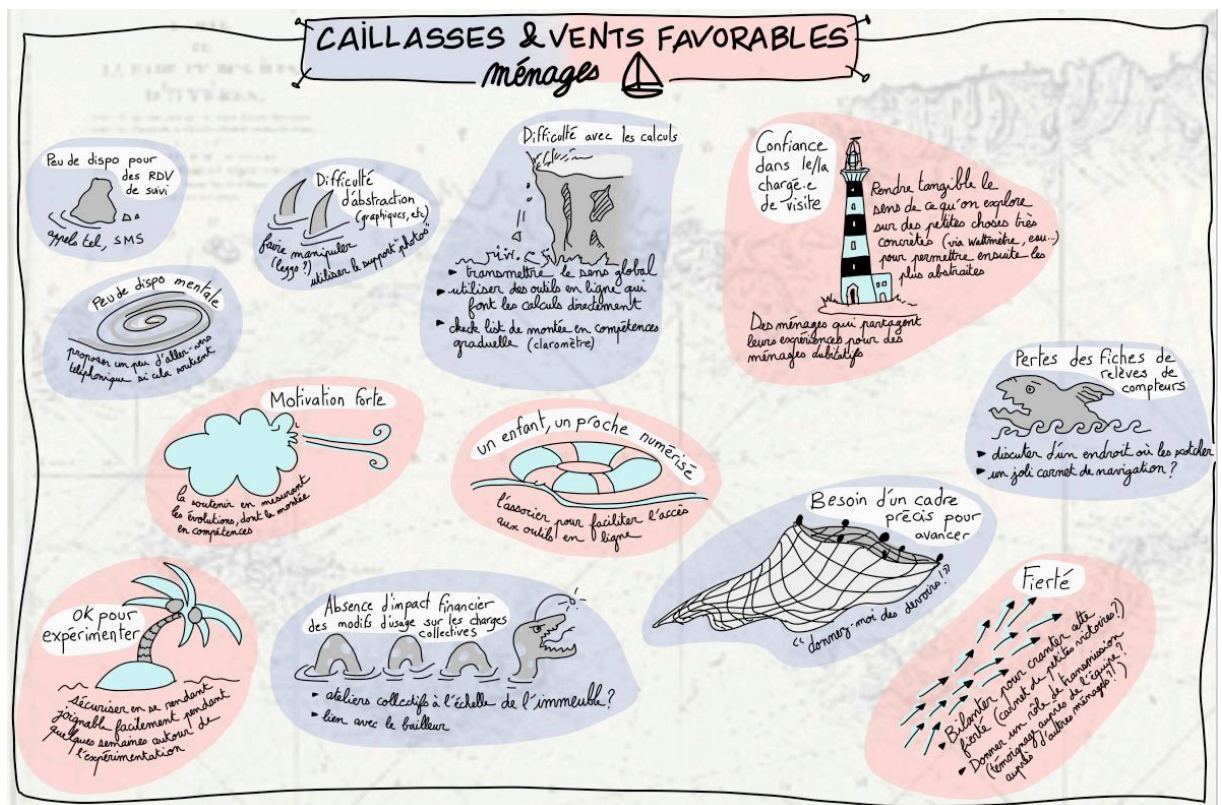 CAILLASSES & VENTS FAVORABLES
ménages
Peu de dispo pour
des RDV
de suivi
appels tel, SMS
Difficulté
d'abstraction
(graphiques, etc)
faire manipuler
(leggo ?)
utiliser le support "photos"
Difficulté avec les calculs
► transmettre le sens global
► utiliser des outils en ligne qui
font les calculs directement
► check list de montée en compétences
graduelle (claromètre)
Confiance
dans le/la
chargé.e
de visite
Rendre tangible le
sens de ce qu'on explore
sur des petites choses très
concrètes (via wattmètre, eau...)
pour permettre ensuite les
plus abstraites
Des ménages qui partagent
leurs expériences pour des
ménages dubitatifs
Peu de dispo mentale
proposer un peu d'aller-vers
téléphonique si cela soutient
Motivation forte
la soutenir en mesurant
les évolutions, dont la montée
en compétences
un enfant, un proche numérisé
l'associer pour faciliter l'accès
aux outils en ligne
Pertes des fiches de
relèves de
compteurs
► discuter d'un endroit où les scotcher
► un joli carnet de navigation ?
Besoin d'un cadre
précis pour
avancer
« donnez-moi des devoirs ! »
OK pour
expérimenter
sécuriser en se rendant
joignable facilement pendant
quelques semaines autour de
l'expérimentation
Absence d'impact financier
des modifs d'usage sur les charges
collectives
► ateliers collectifs à l'échelle de l'immeuble ?
► lien avec le bailleur
Fierté
► Bilanter pour cranter cette
fierté (carnet de petites victoires ?)
► Donner un rôle de transmission
(témoignage auprès de l'équipe ?
auprès d'autres ménages ?!)